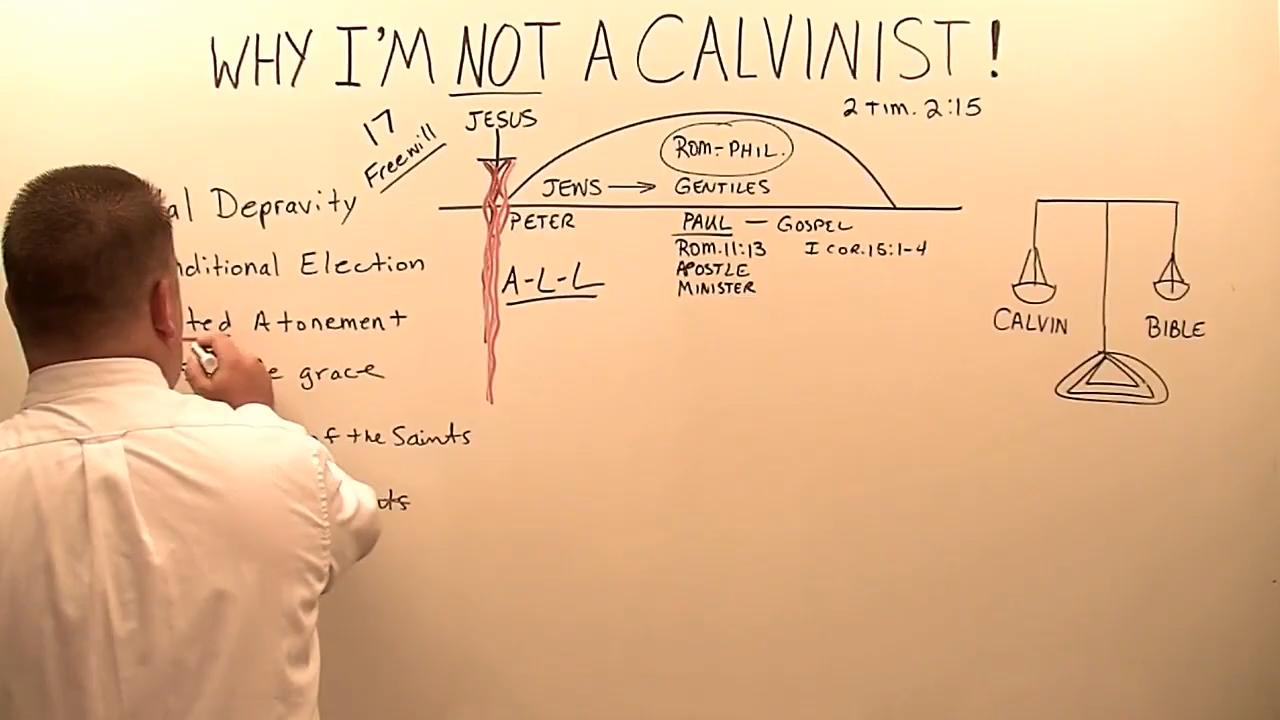 WHY I'M NOT A CALVINIST!
2 TIM. 2:15
17
Freewill
JESUS
ROM-PHIL.
JEWS → GENTILES
PETER
PAUL — GOSPEL
ROM. 11:13
I COR. 15:1-4
APOSTLE
MINISTER
A-L-L
al Depravity
nditional Election
ted Atonement
e grace
f the Saints
CALVIN
BIBLE